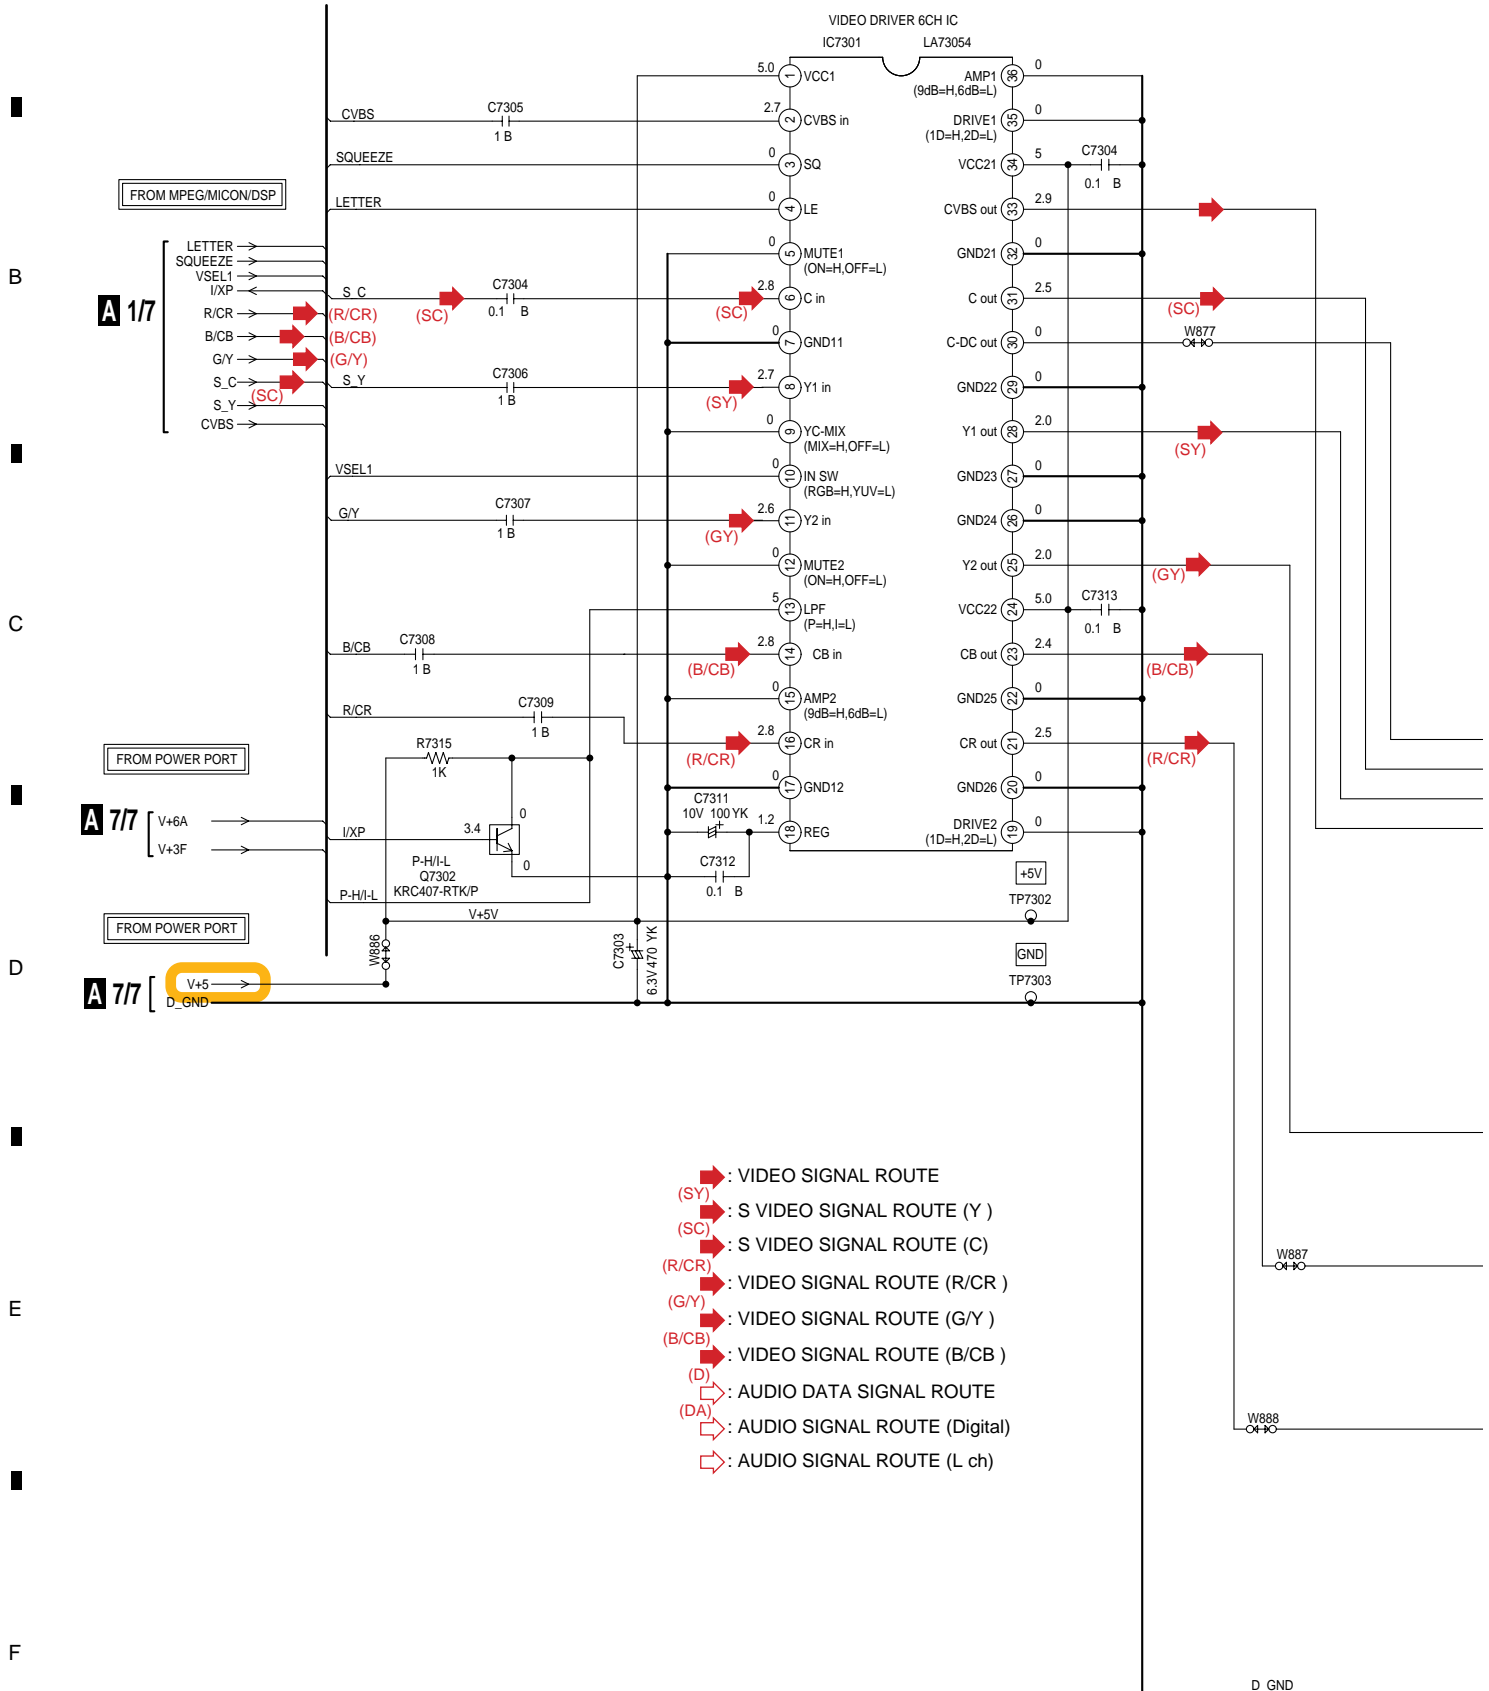 VIDEO DRIVER 6CH IC
IC7301 LA73054
5.0 1 VCC1
AMP1 36 0
(9dB=H,6dB=L)
CVBS C7305 1 B 2.7 2 CVBS in
DRIVE1 35 0
(1D=H,2D=L)
SQUEEZE 0 3 SQ
VCC21 34 5 C7304 0.1 B
FROM MPEG/MICON/DSP
LETTER 0 4 LE
CVBS out 33 2.9
0 5 MUTE1
(ON=H,OFF=L)
GND21 32 0
B
A 1/7
LETTER
SQUEEZE
VSEL1
I/XP
R/CR (R/CR)
B/CB (B/CB)
G/Y (G/Y)
S_C (SC)
S_Y
CVBS
S_C (SC) C7304 0.1 B (SC) 2.8 6 C in
C out 31 2.5 (SC)
0 7 GND11
C-DC out 30 0 W877
S_Y C7306 1 B (SY) 2.7 8 Y1 in
GND22 29 0
0 9 YC-MIX
(MIX=H,OFF=L)
Y1 out 28 2.0 (SY)
VSEL1 0 10 IN SW
(RGB=H,YUV=L)
GND23 27 0
G/Y C7307 1 B (GY) 2.6 11 Y2 in
GND24 26 0
0 12 MUTE2
(ON=H,OFF=L)
Y2 out 25 2.0 (GY)
C
5 13 LPF
(P=H,I=L)
VCC22 24 5.0 C7313 0.1 B
B/CB C7308 1 B (B/CB) 2.8 14 CB in
CB out 23 2.4 (B/CB)
0 15 AMP2
(9dB=H,6dB=L)
GND25 22 0
R/CR C7309 1 B (R/CR) 2.8 16 CR in
CR out 21 2.5 (R/CR)
FROM POWER PORT
R7315
1K
0 17 GND12
GND26 20 0
A 7/7
V+6A
V+3F
C7311
10V 100 YK
1.2 18 REG
DRIVE2 19 0
(1D=H,2D=L)
I/XP 3.4 0 0
P-H/I-L
Q7302
KRC407-RTK/P
C7312
0.1 B
P-H/I-L
V+5V
+5V
TP7302
FROM POWER PORT
W886
C7303
6.3V 470 YK
GND
TP7303
D
A 7/7
V+5
D_GND
: VIDEO SIGNAL ROUTE
(SY)
: S VIDEO SIGNAL ROUTE (Y )
(SC)
: S VIDEO SIGNAL ROUTE (C)
(R/CR)
: VIDEO SIGNAL ROUTE (R/CR )
(G/Y)
: VIDEO SIGNAL ROUTE (G/Y )
(B/CB)
: VIDEO SIGNAL ROUTE (B/CB )
(D)
: AUDIO DATA SIGNAL ROUTE
(DA)
: AUDIO SIGNAL ROUTE (Digital)
: AUDIO SIGNAL ROUTE (L ch)
W887
E
W888
F
D_GND